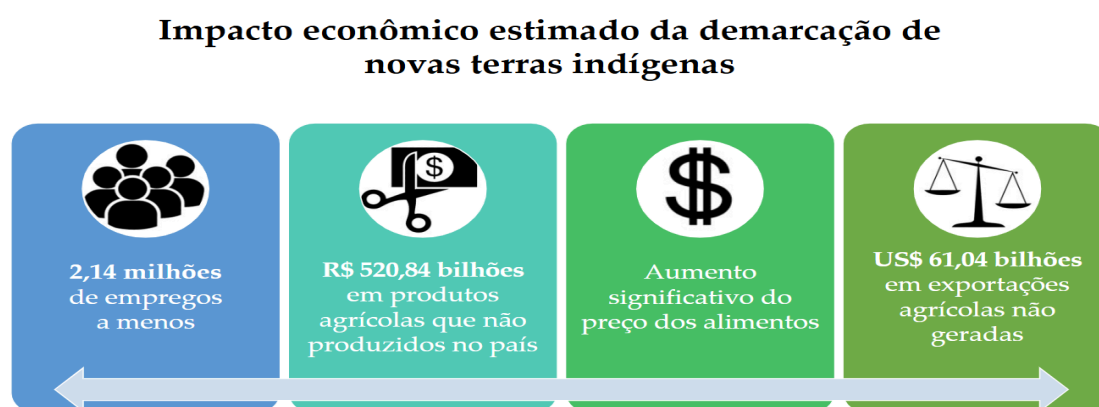 Impacto econômico estimado da demarcação de
novas terras indígenas
$
2,14 milhões
de empregos
a menos
R$ 520,84 bilhões
em produtos
agrícolas que não
produzidos no país
$
Aumento
significativo do
preço dos alimentos
US$ 61,04 bilhões
em exportações
agrícolas não
geradas